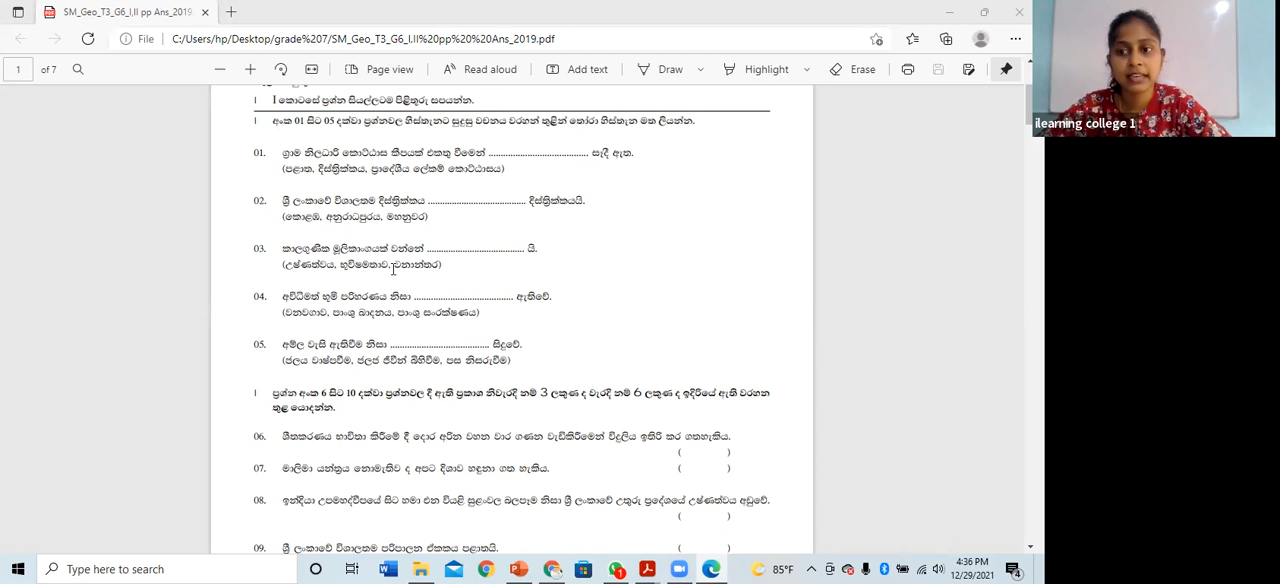 SM_Geo_T3_G6_I,II pp Ans_2019.
File C:/Users/hp/Desktop/grade%207/SM_Geo_T3_G6_I.II%20pp%20%20Ans_2019.pdf
1 of 7 Page view Read aloud Add text Draw Highlight Erase
I I කොටසේ ප්‍රශ්න සියල්ලටම පිළිතුරු සපයන්න.
ilearning college 1
I අංක 01 සිට 05 දක්වා ප්‍රශ්නවල හිස්තැනට සුදුසු වචනය වරහන් තුළින් තෝරා හිස්තැන මත ලියන්න.
01. ග්‍රාම නිලධාරි කොට්ඨාස කීපයක් එකතු වීමෙන් ....................................... සෑදී ඇත.
(පළාත, දිස්ත්‍රික්කය, ප්‍රාදේශීය ලේකම් කොට්ඨාසය)
02. ශ්‍රී ලංකාවේ විශාලතම දිස්ත්‍රික්කය ....................................... දිස්ත්‍රික්කයයි.
(කොළඹ, අනුරාධපුරය, මහනුවර)
03. කාලගුණික මූලිකාංගයක් වන්නේ ....................................... යි.
(උෂ්ණත්වය, භූවිෂමතාව, වනාන්තර)
04. අවිධිමත් භූමි පරිහරණය නිසා ....................................... ඇතිවේ.
(වනවගාව, පාංශු ඛාදනය, පාංශු සංරක්ෂණය)
05. අම්ල වැසි ඇතිවීම නිසා ....................................... සිදුවේ.
(ජලය වාෂ්පවීම, ජලජ ජීවීන් බිහිවීම, පස නිසරුවීම)
I ප්‍රශ්න අංක 6 සිට 10 දක්වා ප්‍රශ්නවල දී ඇති ප්‍රකාශ නිවැරදි නම් 3 ලකුණ ද වැරදි නම් 6 ලකුණ ද ඉදිරියේ ඇති වරහන
තුළ යොදන්න.
06. ශීතකරණය භාවිතා කිරීමේ දී දොර අරින වහන වාර ගණන වැඩිකිරීමෙන් විදුලිය ඉතිරි කර ගතහැකිය.
( )
07. මාලිමා යන්ත්‍රය නොමැතිව ද අපට දිශාව හඳුනා ගත හැකිය. ( )
08. ඉන්දියා උපමහද්වීපයේ සිට හමා එන වියළි සුළංවල බලපෑම නිසා ශ්‍රී ලංකාවේ උතුරු ප්‍රදේශයේ උෂ්ණත්වය අඩුවේ.
( )
09. ශ්‍රී ලංකාවේ විශාලතම පරිපාලන ඒකකය පළාතයි. ( )
Type here to search
85°F
4:36 PM
12/29/2021